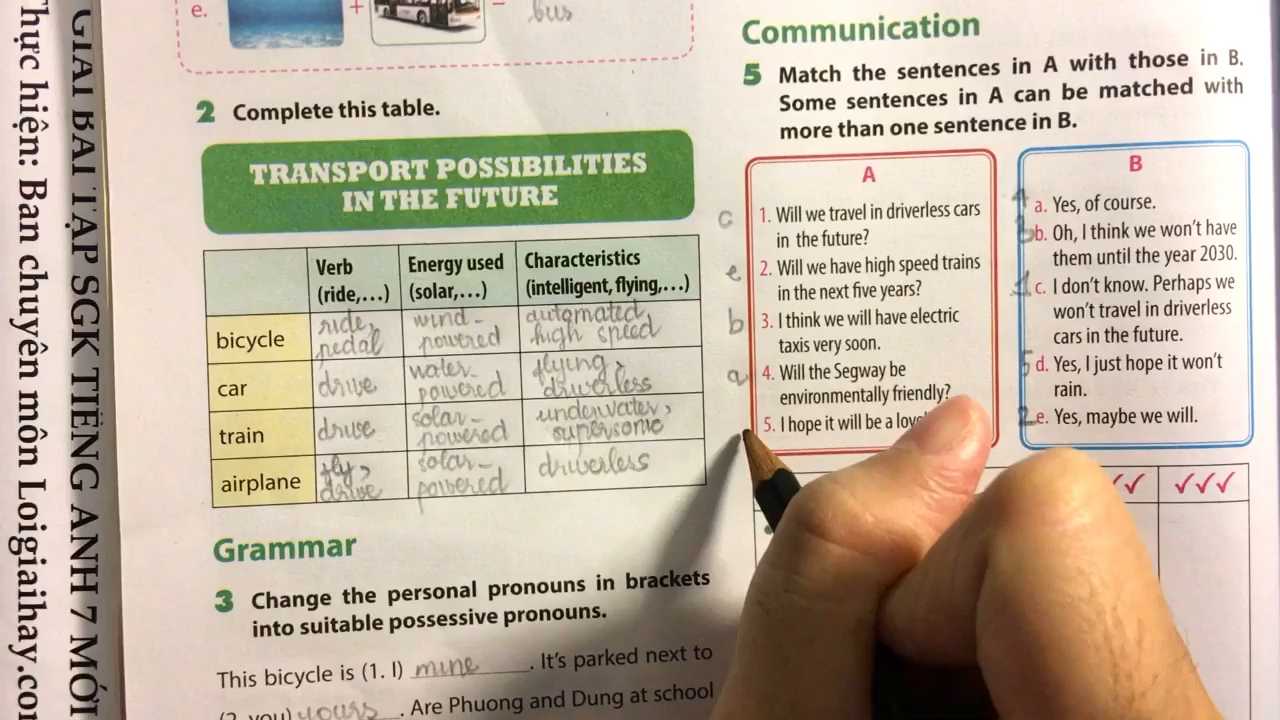 Thực hiện: Ban chuyên môn Loigiaihay.com
GIẢI BÀI TẬP SGK TIẾNG ANH 7 MỚI
e.
+
bus
2 Complete this table.
TRANSPORT POSSIBILITIES
IN THE FUTURE
Verb
(ride,...)
Energy used
(solar,...)
Characteristics
(intelligent, flying,...)
bicycle
ride,
pedal
wind-
powered
automated,
high speed
car
drive
water-
powered
flying,
driverless
train
drive
solar-
powered
underwater,
supersonic
airplane
fly,
drive
solar-
powered
driverless
Grammar
3 Change the personal pronouns in brackets
into suitable possessive pronouns.
This bicycle is (1. I) mine. It's parked next to
(2. you) yours. Are Phuong and Dung at school
Communication
5 Match the sentences in A with those in B.
Some sentences in A can be matched with
more than one sentence in B.
A
c 1. Will we travel in driverless cars
in the future?
e 2. Will we have high speed trains
in the next five years?
b 3. I think we will have electric
taxis very soon.
a 4. Will the Segway be
environmentally friendly?
5. I hope it will be a
B
4 a. Yes, of course.
3 b. Oh, I think we won't have
them until the year 2030.
1 c. I don't know. Perhaps we
won't travel in driverless
cars in the future.
5 d. Yes, I just hope it won't
rain.
2 e. Yes, maybe we will.